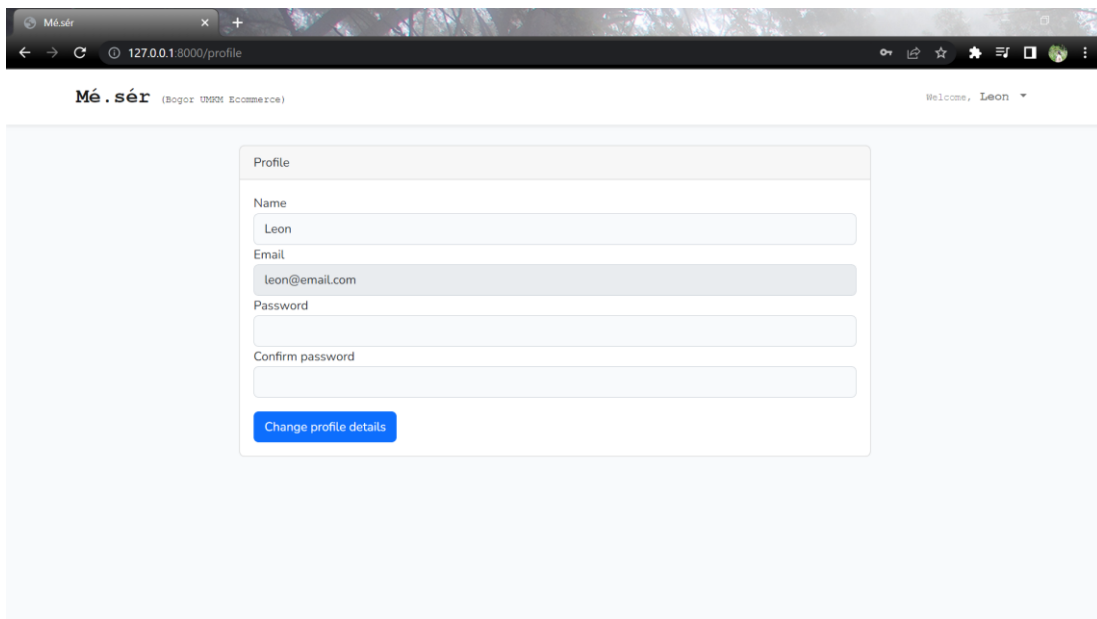 Mé.sér
127.0.0.1:8000/profile
Mé.sér (Bogor UMKM Ecommerce)
Welcome, Leon
Profile
Name
Leon
Email
leon@email.com
Password
Confirm password
Change profile details